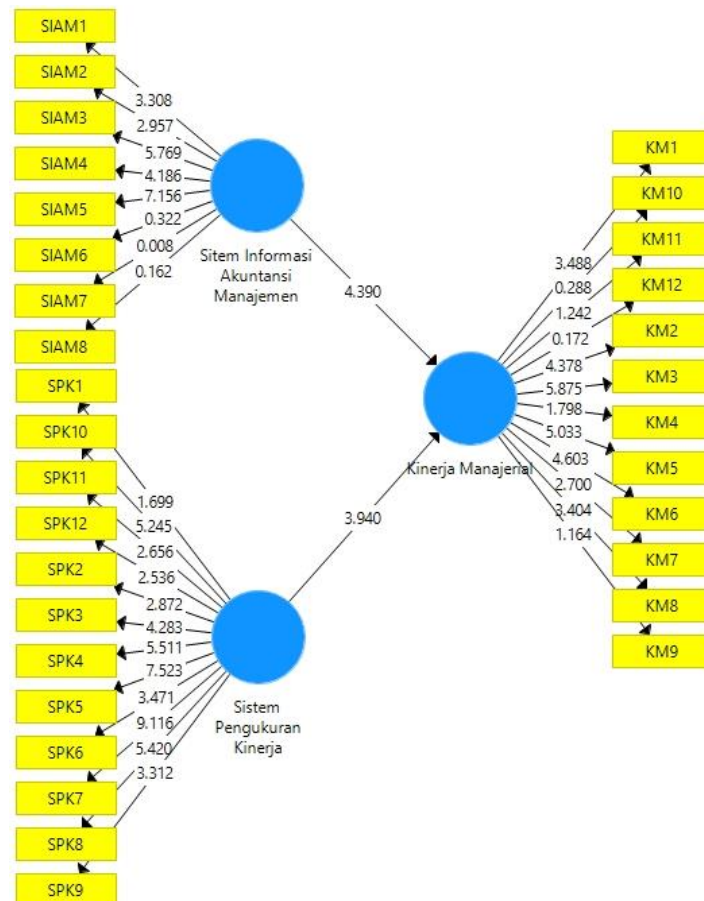 SIAM1
SIAM2
SIAM3
SIAM4
SIAM5
SIAM6
SIAM7
SIAM8
3.308
2.957
5.769
4.186
7.156
0.322
0.008
0.162
Sitem Informasi
Akuntansi
Manajemen
4.390
SPK1
SPK10
SPK11
SPK12
SPK2
SPK3
SPK4
SPK5
SPK6
SPK7
SPK8
SPK9
1.699
5.245
2.656
2.536
2.872
4.283
5.511
7.523
3.471
9.116
5.420
3.312
Sistem
Pengukuran
Kinerja
3.940
Kinerja Manajerial
3.488
0.288
1.242
0.172
4.378
5.875
1.798
5.033
4.603
2.700
3.404
1.164
KM1
KM10
KM11
KM12
KM2
KM3
KM4
KM5
KM6
KM7
KM8
KM9